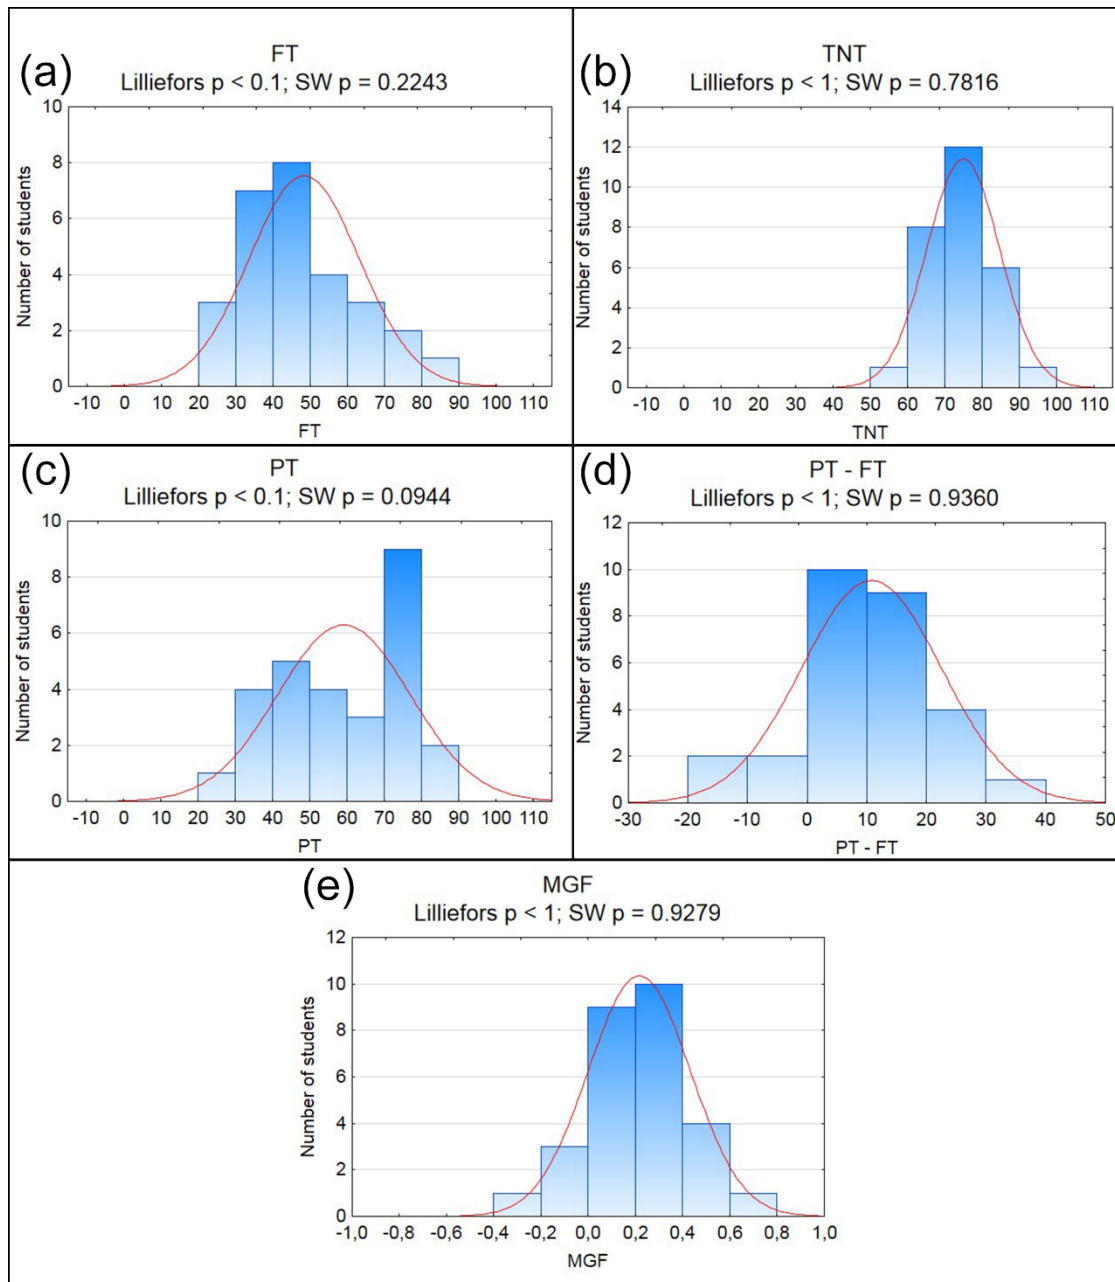 (a)
FT
Lilliefors p < 0.1; SW p = 0.2243
Number of students
10
8
6
4
2
0
-10 0 10 20 30 40 50 60 70 80 90 100 110
FT
(b)
TNT
Lilliefors p < 1; SW p = 0.7816
Number of students
14
12
10
8
6
4
2
0
-10 0 10 20 30 40 50 60 70 80 90 100 110
TNT
(c)
PT
Lilliefors p < 0.1; SW p = 0.0944
Number of students
10
8
6
4
2
0
-10 0 10 20 30 40 50 60 70 80 90 100 110
PT
(d)
PT - FT
Lilliefors p < 1; SW p = 0.9360
Number of students
12
10
8
6
4
2
0
-30 -20 -10 0 10 20 30 40 50
PT - FT
(e)
MGF
Lilliefors p < 1; SW p = 0.9279
Number of students
12
10
8
6
4
2
0
-1,0 -0,8 -0,6 -0,4 -0,2 0,0 0,2 0,4 0,6 0,8 1,0
MGF